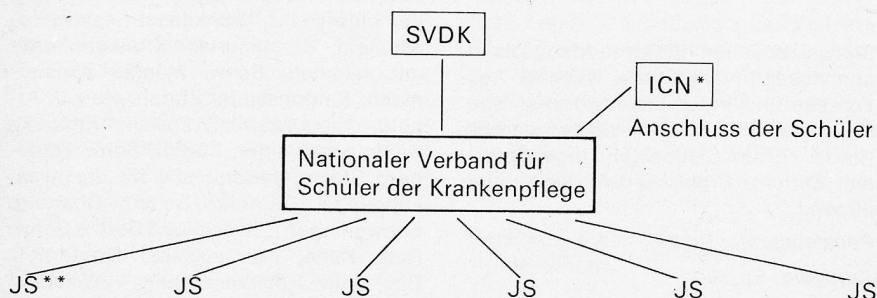 SVDK
ICN*
Anschluss der Schüler
Nationaler Verband für
Schüler der Krankenpflege
JS** JS JS JS JS JS